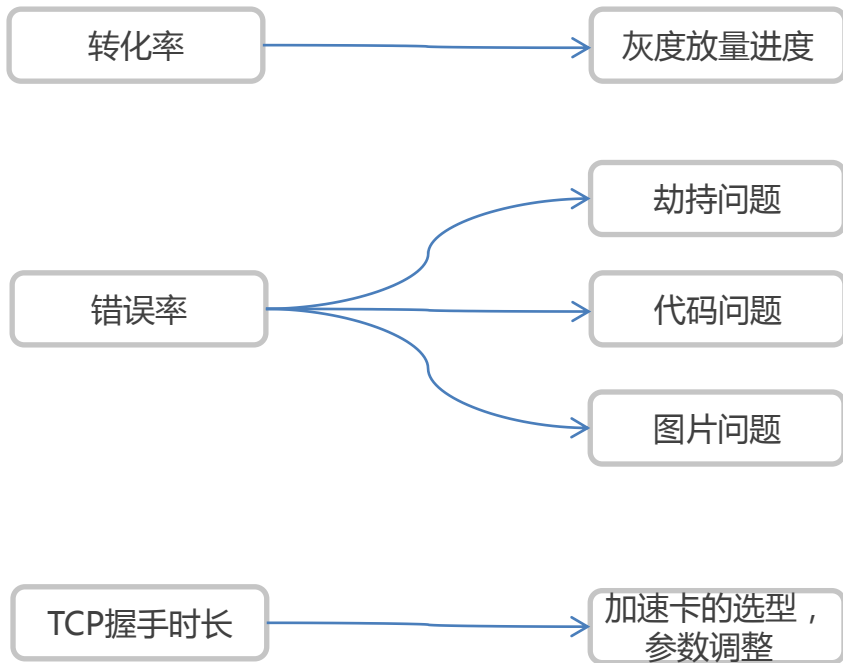 转化率
灰度放量进度
劫持问题
错误率
代码问题
图片问题
TCP握手时长
加速卡的选型，
参数调整